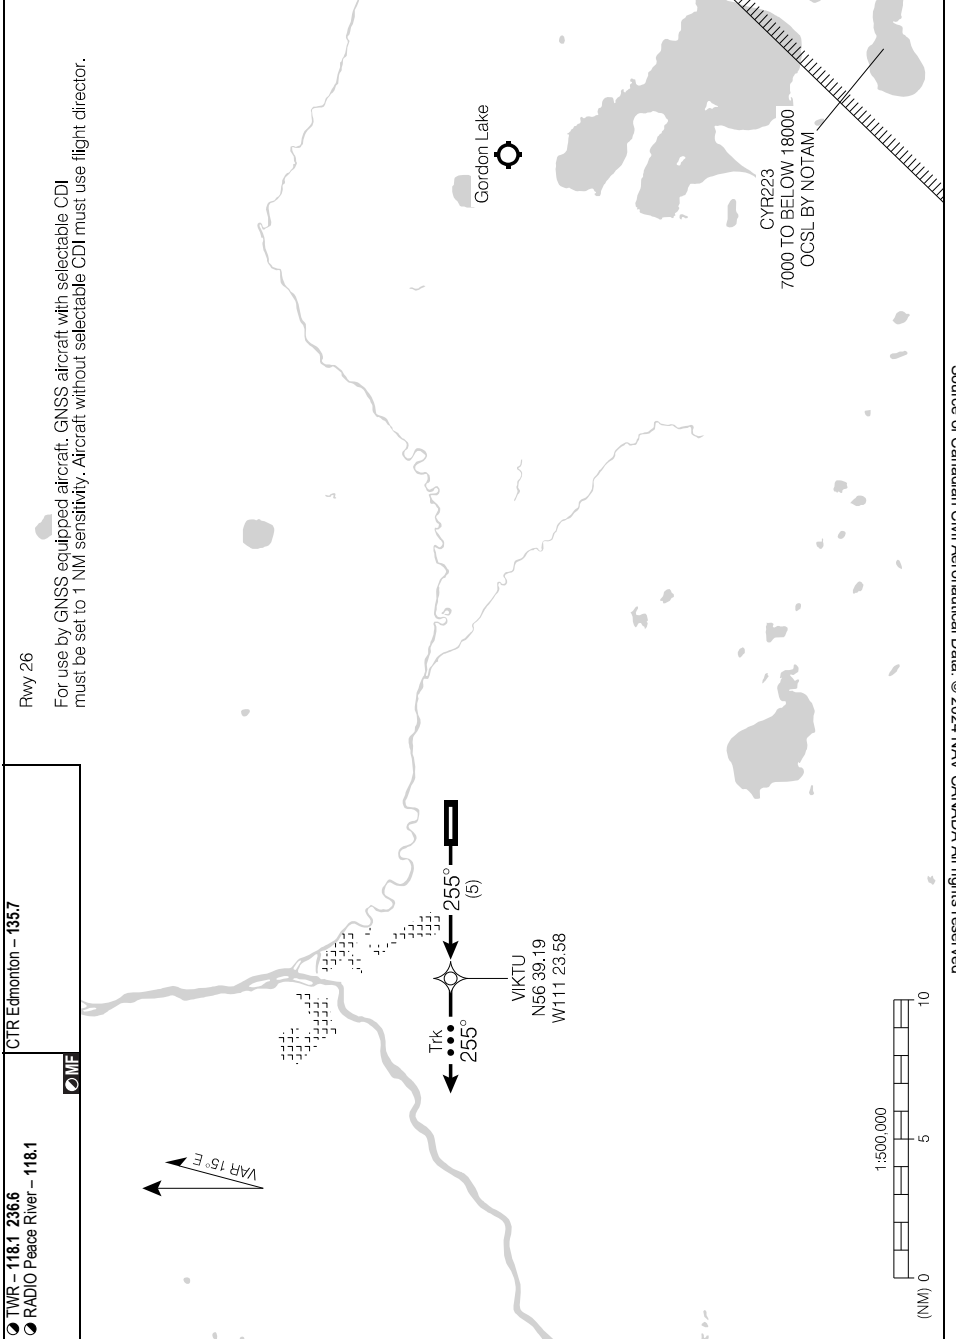 TWR – 118.1 236.6
RADIO Peace River – 118.1
MF
CTR Edmonton – 135.7
Rwy 26
For use by GNSS equipped aircraft. GNSS aircraft with selectable CDI
must be set to 1 NM sensitivity. Aircraft without selectable CDI must use flight director.
VAR 15° E
Gordon Lake
CYR223
7000 TO BELOW 18000
OCSL BY NOTAM
255°
(5)
Trk
255°
VIKTU
N56 39.19
W111 23.58
1:500,000
(NM) 0 5 10
Source of Canadian Civil Aeronautical Data: © 2024 NAV CANADA All rights reserved